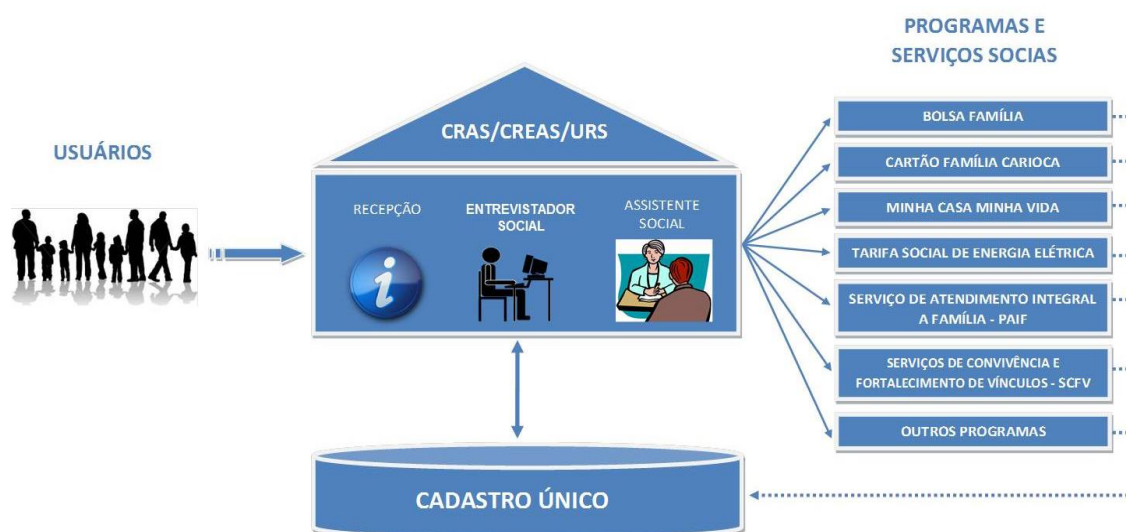 PROGRAMAS E
SERVIÇOS SOCIAS
USUÁRIOS
CRAS/CREAS/URS
RECEPÇÃO
ENTREVISTADOR
SOCIAL
ASSISTENTE
SOCIAL
i
BOLSA FAMÍLIA
CARTÃO FAMÍLIA CARIOCA
MINHA CASA MINHA VIDA
TARIFA SOCIAL DE ENERGIA ELÉTRICA
SERVIÇO DE ATENDIMENTO INTEGRAL
A FAMÍLIA - PAIF
SERVIÇOS DE CONVIVÊNCIA E
FORTALECIMENTO DE VÍNCULOS - SCFV
OUTROS PROGRAMAS
CADASTRO ÚNICO